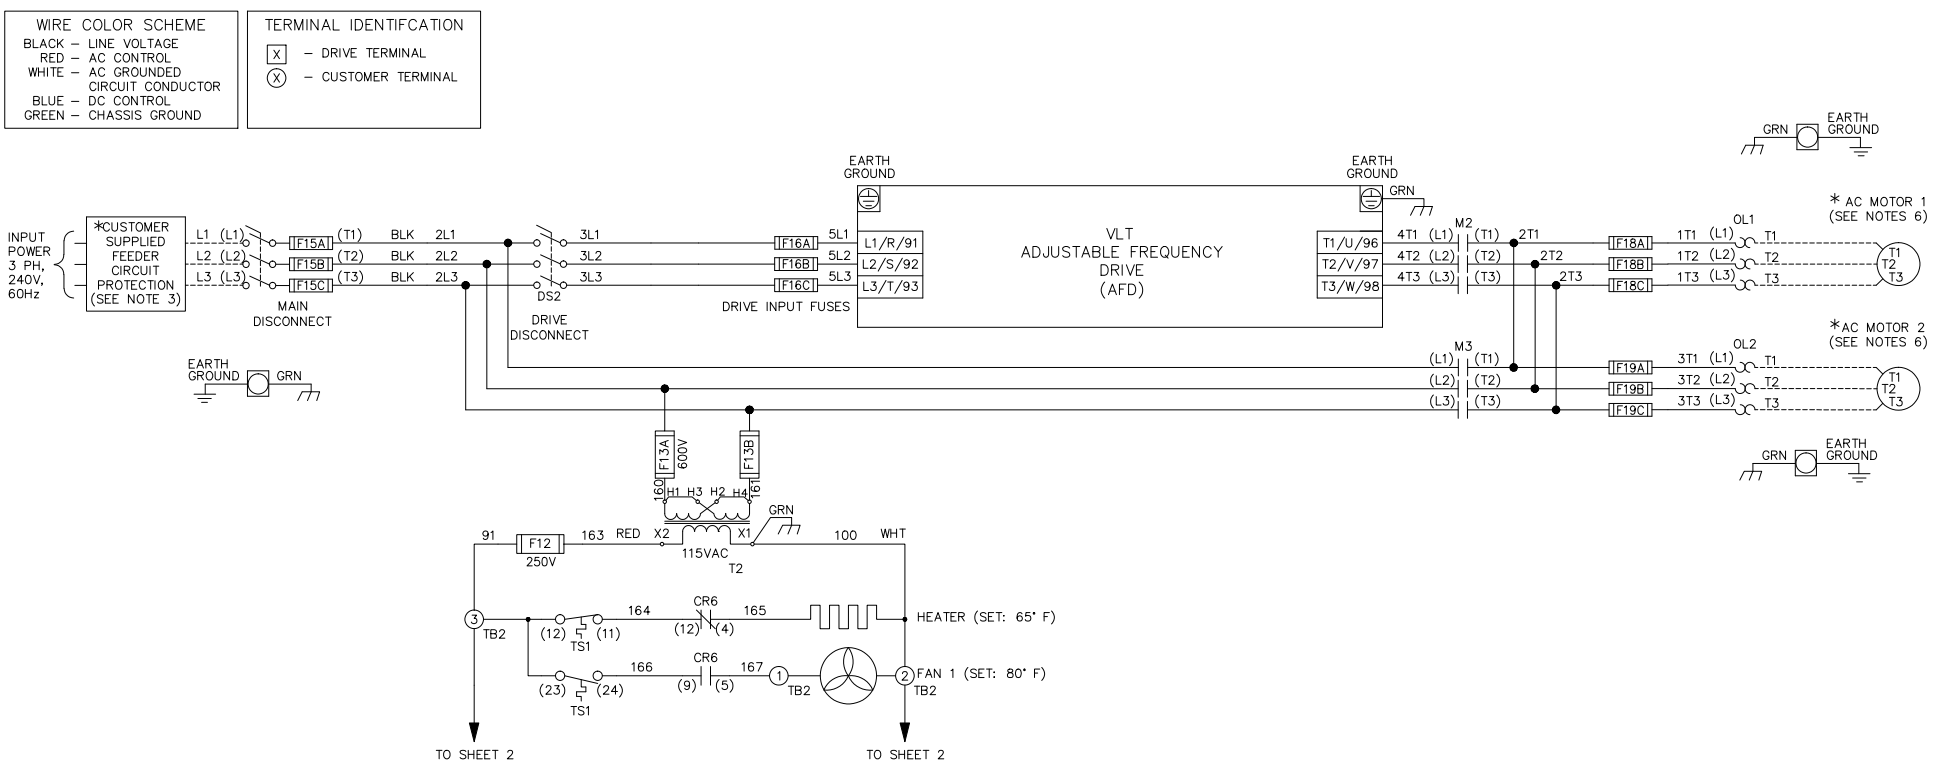 WIRE COLOR SCHEME
BLACK – LINE VOLTAGE
RED – AC CONTROL
WHITE – AC GROUNDED
CIRCUIT CONDUCTOR
BLUE – DC CONTROL
GREEN – CHASSIS GROUND
TERMINAL IDENTIFCATION
X – DRIVE TERMINAL
X – CUSTOMER TERMINAL
GRN
EARTH
GROUND
EARTH
GROUND
EARTH
GROUND
GRN
INPUT
POWER
3 PH,
240V,
60Hz
*CUSTOMER
SUPPLIED
FEEDER
CIRCUIT
PROTECTION
(SEE NOTE 3)
L1 (L1) F15A (T1) BLK 2L1 3L1 F16A 5L1 L1/R/91
L2 (L2) F15B (T2) BLK 2L2 3L2 F16B 5L2 L2/S/92
L3 (L3) F15C (T3) BLK 2L3 3L3 F16C 5L3 L3/T/93
MAIN
DISCONNECT
DS2
DRIVE
DISCONNECT
DRIVE INPUT FUSES
VLT
ADJUSTABLE FREQUENCY
DRIVE
(AFD)
M2
OL1
* AC MOTOR 1
(SEE NOTES 6)
T1/U/96 4T1 (L1) (T1) 2T1 F18A 1T1 (L1) T1 T1
T2/V/97 4T2 (L2) (T2) 2T2 F18B 1T2 (L2) T2 T2
T3/W/98 4T3 (L3) (T3) 2T3 F18C 1T3 (L3) T3 T3
M3
OL2
*AC MOTOR 2
(SEE NOTES 6)
(L1) (T1) F19A 3T1 (L1) T1 T1
(L2) (T2) F19B 3T2 (L2) T2 T2
(L3) (T3) F19C 3T3 (L3) T3 T3
EARTH
GROUND
GRN
GRN
EARTH
GROUND
F13A
600V
F13B
160
161
H1 H3 H2 H4
GRN
91 F12 163 RED X2 X1 100 WHT
250V
115VAC
T2
3
TB2
(12) (11) 164 CR6 165
TS1
(12) (4)
HEATER (SET: 65° F)
(23) (24) 166 CR6 167 1
TS1
(9) (5)
TB2
2 FAN 1 (SET: 80° F)
TB2
TO SHEET 2
TO SHEET 2